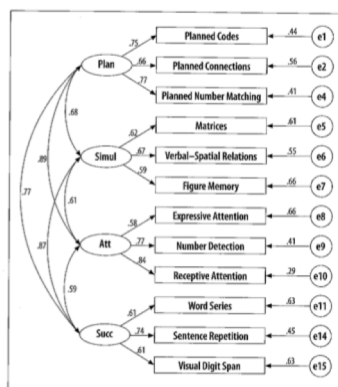 .75 Planned Codes .44 e1
Plan .66 Planned Connections .56 e2
.77 Planned Number Matching .41 e4
.68 .62 Matrices .61 e5
.89 Simul .67 Verbal–Spatial Relations .55 e6
.59 Figure Memory .66 e7
.77 .61
.87 .58 Expressive Attention .66 e8
Att .77 Number Detection .41 e9
.84 Receptive Attention .29 e10
.59 .61 Word Series .63 e11
Succ .74 Sentence Repetition .45 e14
.61 Visual Digit Span .63 e15